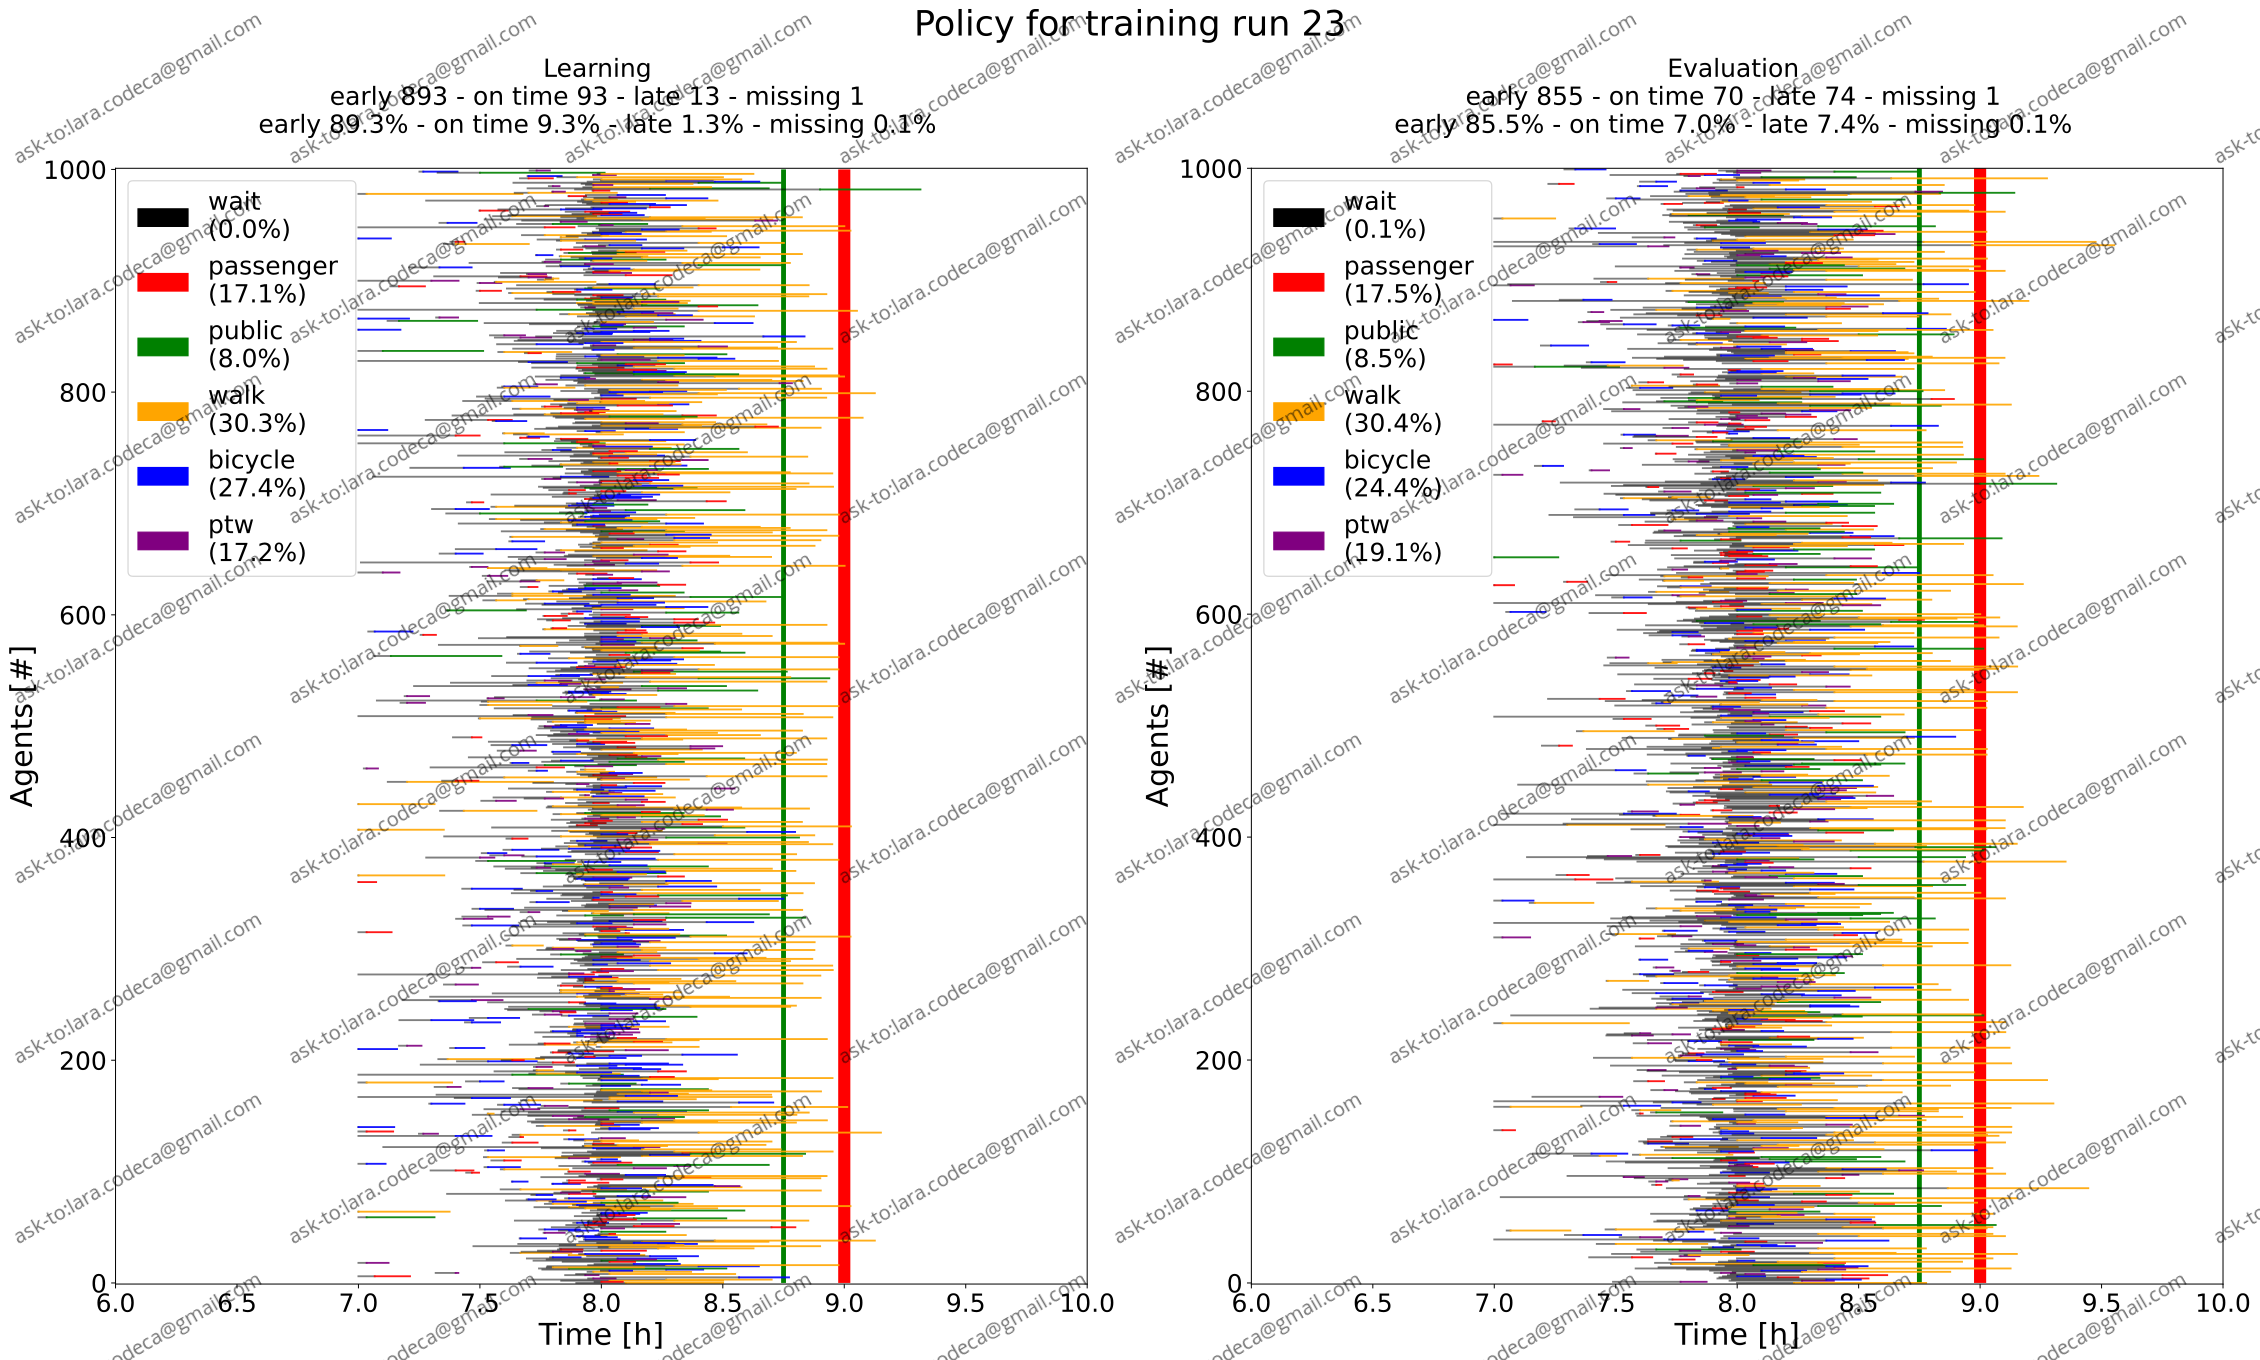 Policy for training run 23
Learning
early 893 - on time 93 - late 13 - missing 1
early 89.3% - on time 9.3% - late 1.3% - missing 0.1%
1000
800
600
400
200
0
Agents [#]
wait
(0.0%)
passenger
(17.1%)
public
(8.0%)
walk
(30.3%)
bicycle
(27.4%)
ptw
(17.2%)
6.0 6.5 7.0 7.5 8.0 8.5 9.0 9.5 10.0
Time [h]
Evaluation
early 855 - on time 70 - late 74 - missing 1
early 85.5% - on time 7.0% - late 7.4% - missing 0.1%
1000
800
600
400
200
0
Agents [#]
wait
(0.1%)
passenger
(17.5%)
public
(8.5%)
walk
(30.4%)
bicycle
(24.4%)
ptw
(19.1%)
6.0 6.5 7.0 7.5 8.0 8.5 9.0 9.5 10.0
Time [h]
ask-to:lara.codeca@gmail.com